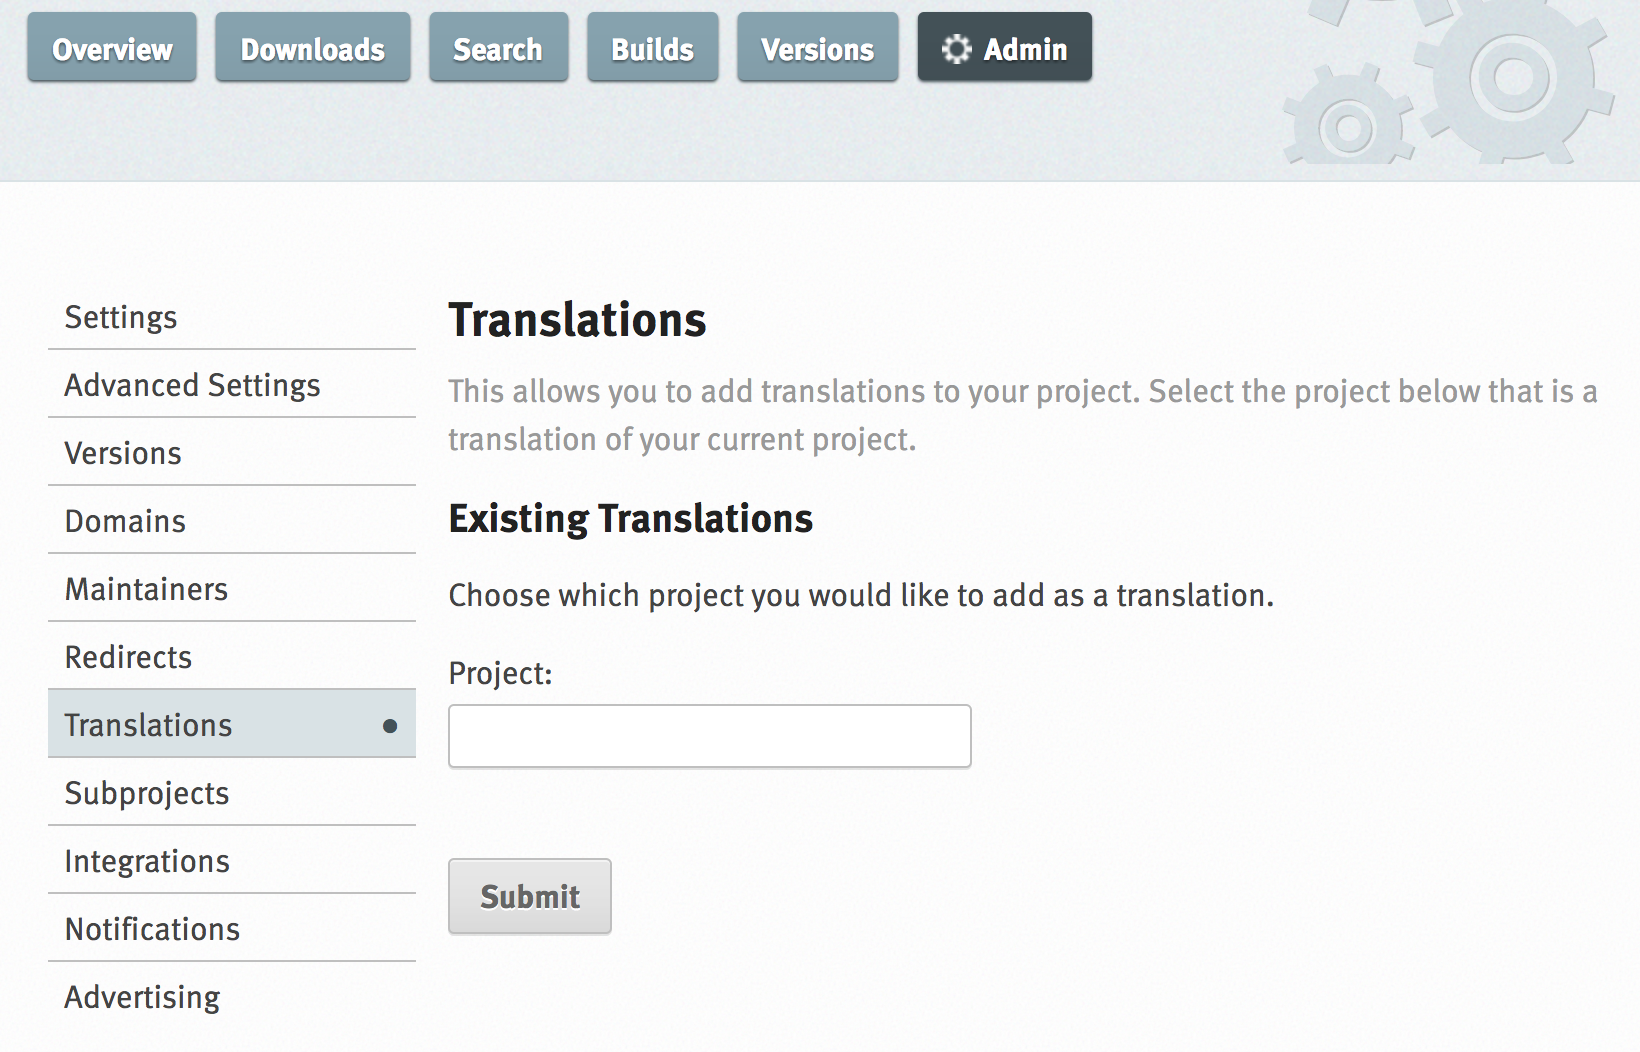 Overview Downloads Search Builds Versions Admin
Settings
Advanced Settings
Versions
Domains
Maintainers
Redirects
Translations
Subprojects
Integrations
Notifications
Advertising
Translations
This allows you to add translations to your project. Select the project below that is a
translation of your current project.
Existing Translations
Choose which project you would like to add as a translation.
Project:
Submit